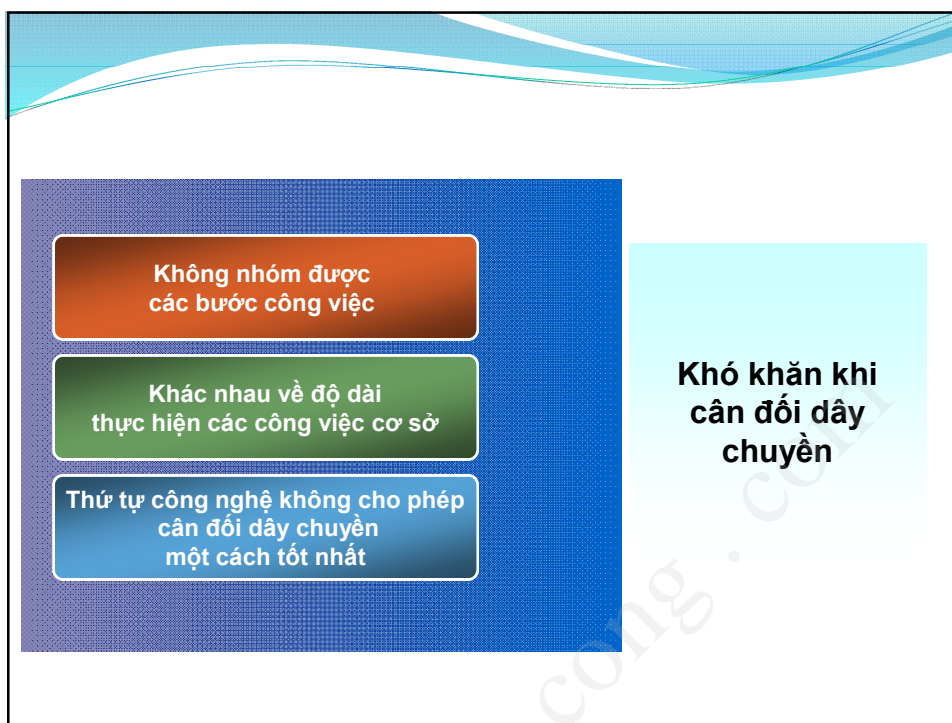 Không nhóm được
các bước công việc
Khác nhau về độ dài
thực hiện các công việc cơ sở
Thứ tự công nghệ không cho phép
cân đối dây chuyền
một cách tốt nhất
Khó khăn khi
cân đối dây
chuyền
cong . com